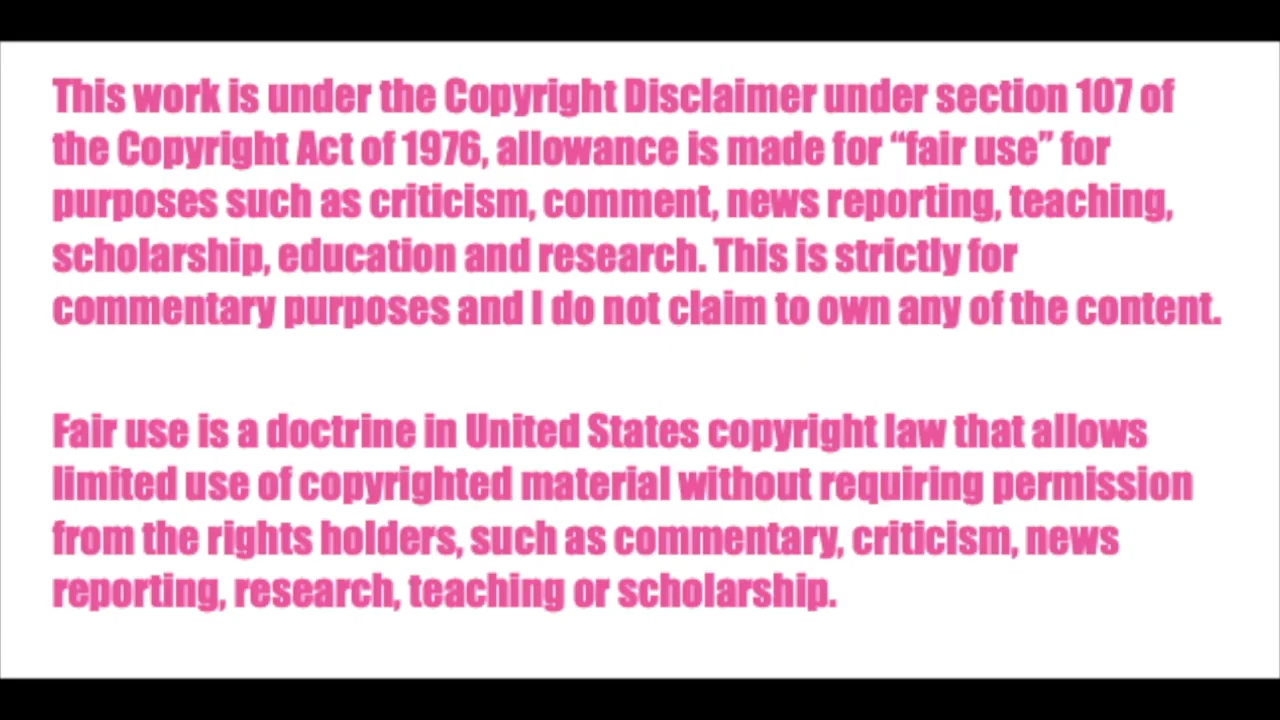 This work is under the Copyright Disclaimer under section 107 of
the Copyright Act of 1976, allowance is made for “fair use” for
purposes such as criticism, comment, news reporting, teaching,
scholarship, education and research. This is strictly for
commentary purposes and I do not claim to own any of the content.
Fair use is a doctrine in United States copyright law that allows
limited use of copyrighted material without requiring permission
from the rights holders, such as commentary, criticism, news
reporting, research, teaching or scholarship.